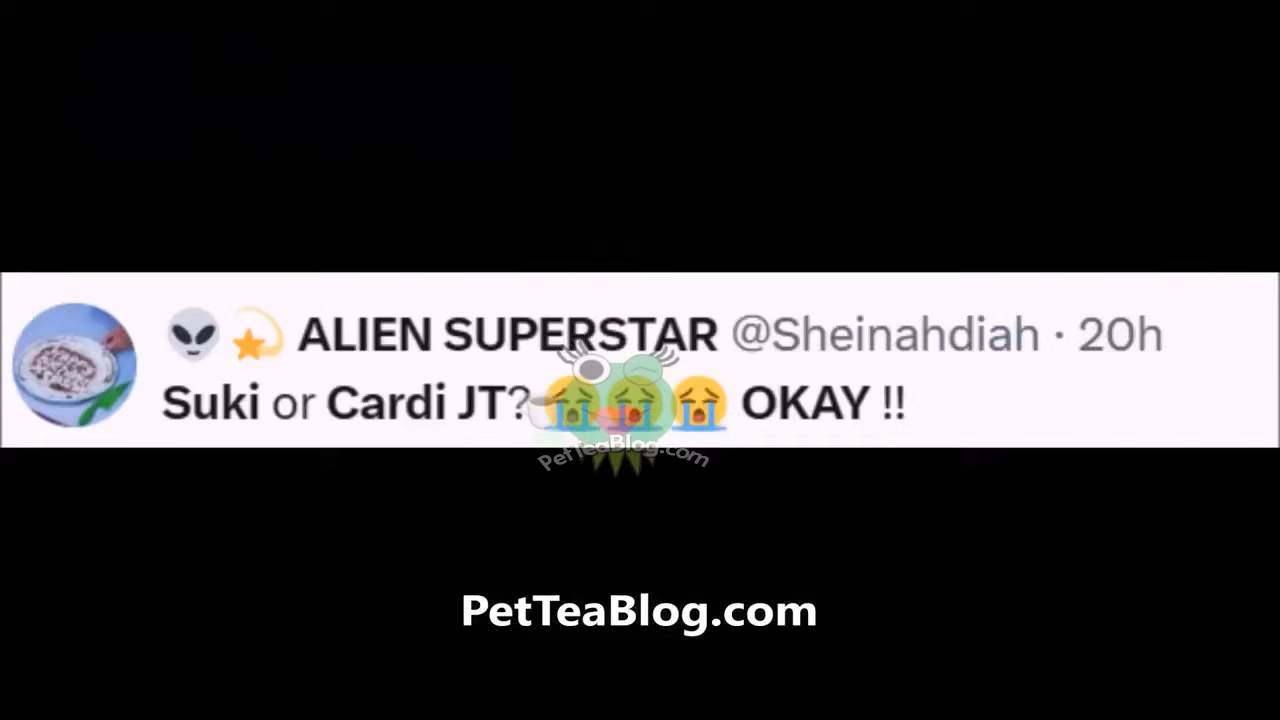 👽💫 ALIEN SUPERSTAR @Sheinahdiah · 20h
Suki or Cardi JT? 😭😭😭 OKAY !!
PetTeaBlog.com
PetTeaBlog.com